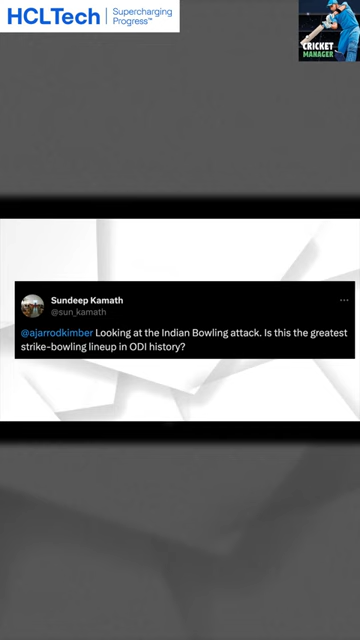 HCLTech | Supercharging
Progress™
CRICKET
MANAGER
Sundeep Kamath
@sun_kamath
@ajarrodkimber Looking at the Indian Bowling attack. Is this the greatest
strike-bowling lineup in ODI history?